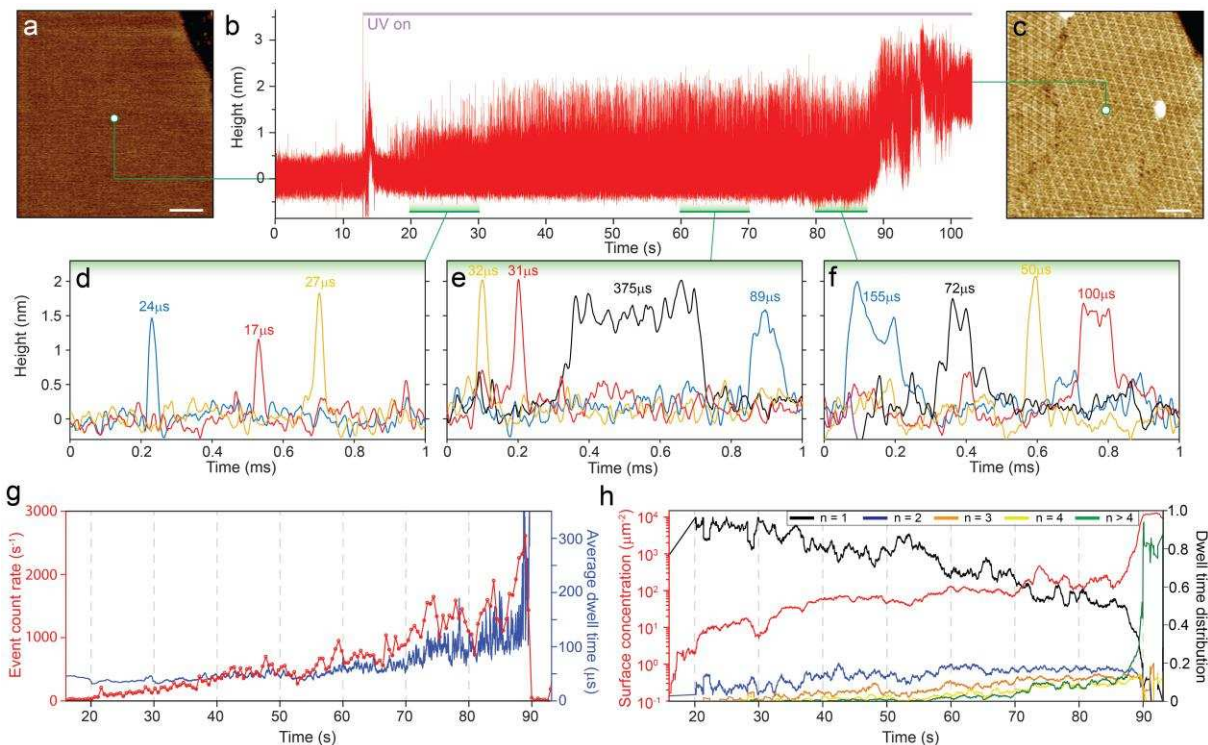 a
b
UV on
c
Height (nm)
3
2
1
0
0 10 20 30 40 50 60 70 80 90 100
Time (s)
d
24µs
17µs
27µs
e
32µs
31µs
375µs
89µs
f
155µs
72µs
50µs
100µs
Height (nm)
2
1.5
1
0.5
0
0 0.2 0.4 0.6 0.8 1
Time (ms)
0 0.2 0.4 0.6 0.8 1
Time (ms)
0 0.2 0.4 0.6 0.8 1
Time (ms)
g
Event count rate (s⁻¹)
3000
2000
1000
0
300
200
100
0
Average dwell time (µs)
20 30 40 50 60 70 80 90
Time (s)
h
n = 1 n = 2 n = 3 n = 4 n > 4
Surface concentration (µm⁻²)
10⁴
10³
10²
10¹
10⁰
10⁻¹
1.0
0.8
0.6
0.4
0.2
0
Dwell time distribution
20 30 40 50 60 70 80 90
Time (s)